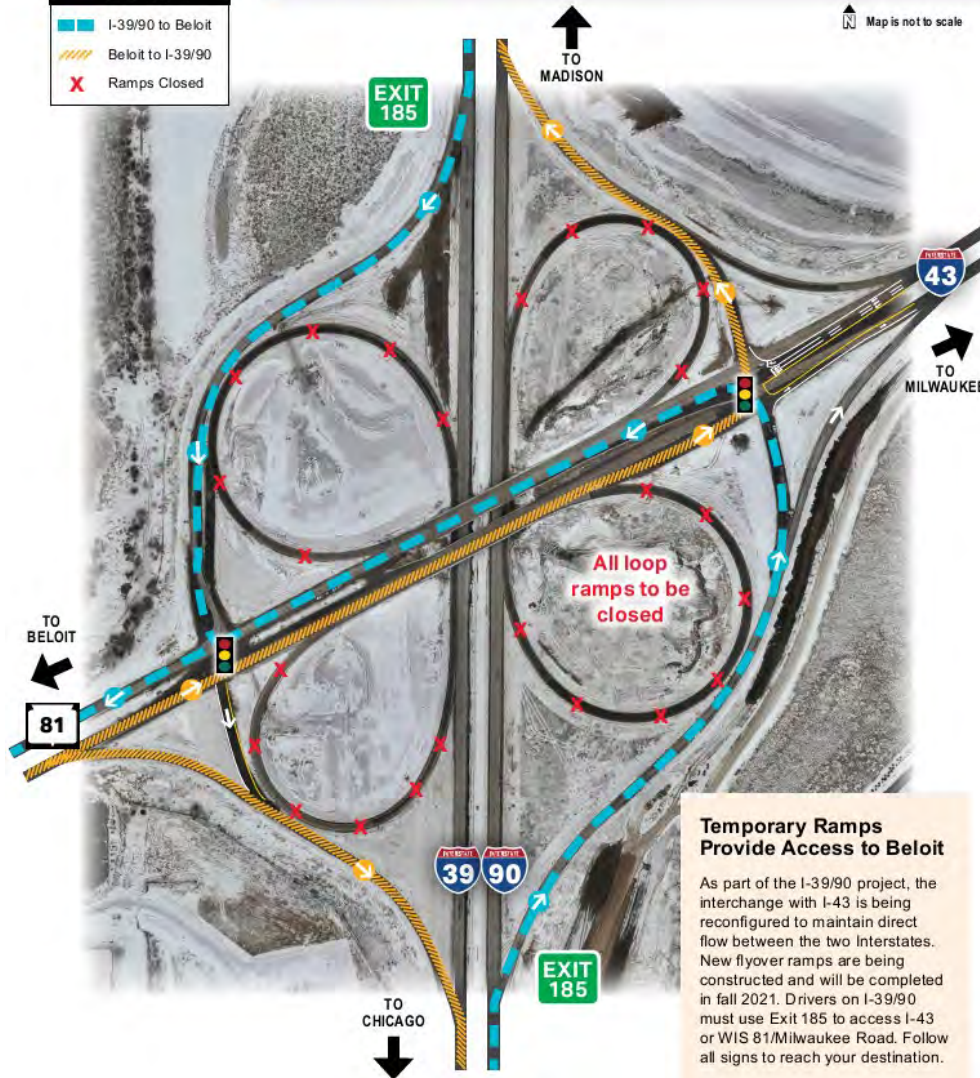 I-39/90 to Beloit
Beloit to I-39/90
X Ramps Closed
N
Map is not to scale
TO
MADISON
EXIT
185
INTERSTATE
43
TO
MILWAUKEE
All loop
ramps to be
closed
TO
BELOIT
81
INTERSTATE
39
INTERSTATE
90
EXIT
185
TO
CHICAGO
Temporary Ramps
Provide Access to Beloit
As part of the I-39/90 project, the
interchange with I-43 is being
reconfigured to maintain direct
flow between the two Interstates.
New flyover ramps are being
constructed and will be completed
in fall 2021. Drivers on I-39/90
must use Exit 185 to access I-43
or WIS 81/Milwaukee Road. Follow
all signs to reach your destination.